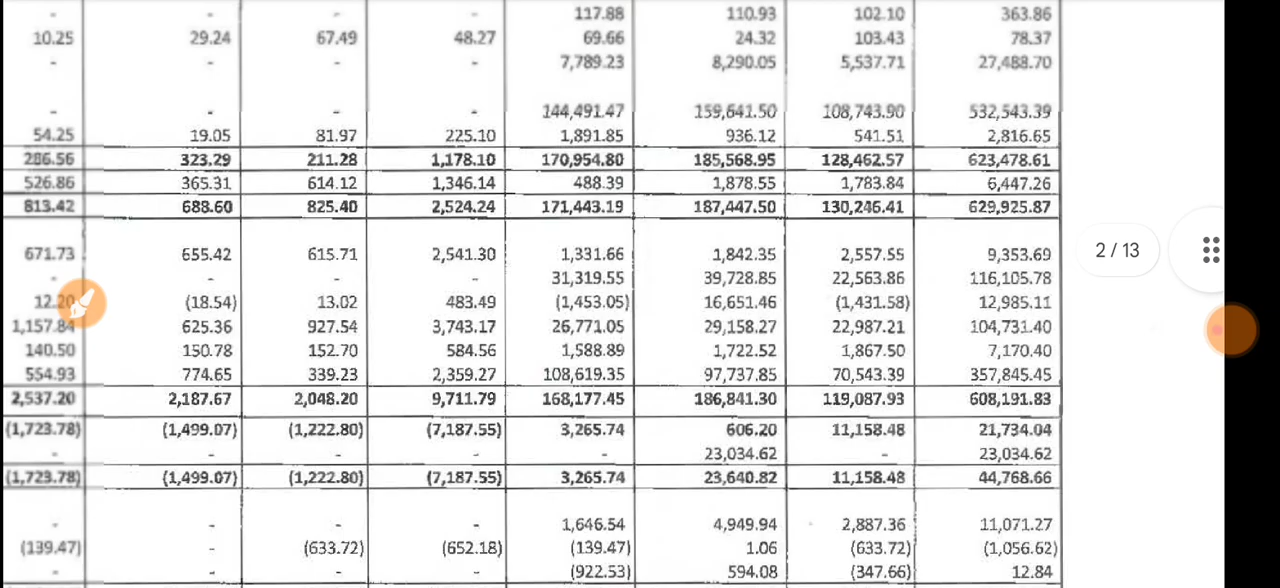 - - - - 117.88 110.93 102.10 363.86
10.25 29.24 67.49 48.27 69.66 24.32 103.43 78.37
- - - - 7,789.23 8,290.05 5,537.71 27,488.70
- - - - 144,491.47 159,641.50 108,743.90 532,543.39
54.25 19.05 81.97 225.10 1,891.85 936.12 541.51 2,816.65
286.56 323.29 211.28 1,178.10 170,954.80 185,568.95 128,462.57 623,478.61
526.86 365.31 614.12 1,346.14 488.39 1,878.55 1,783.84 6,447.26
813.42 688.60 825.40 2,524.24 171,443.19 187,447.50 130,246.41 629,925.87
671.73 655.42 615.71 2,541.30 1,331.66 1,842.35 2,557.55 9,353.69
- - - - 31,319.55 39,728.85 22,563.86 116,105.78
12.20 (18.54) 13.02 483.49 (1,453.05) 16,651.46 (1,431.58) 12,985.11
1,157.84 625.36 927.54 3,743.17 26,771.05 29,158.27 22,987.21 104,731.40
140.50 150.78 152.70 584.56 1,588.89 1,722.52 1,867.50 7,170.40
554.93 774.65 339.23 2,359.27 108,619.35 97,737.85 70,543.39 357,845.45
2,537.20 2,187.67 2,048.20 9,711.79 168,177.45 186,841.30 119,087.93 608,191.83
(1,723.78) (1,499.07) (1,222.80) (7,187.55) 3,265.74 606.20 11,158.48 21,734.04
- - - - - 23,034.62 - 23,034.62
(1,723.78) (1,499.07) (1,222.80) (7,187.55) 3,265.74 23,640.82 11,158.48 44,768.66
- - - - 1,646.54 4,949.94 2,887.36 11,071.27
(139.47) - (633.72) (652.18) (139.47) 1.06 (633.72) (1,056.62)
- - - - (922.53) 594.08 (347.66) 12.84
2 / 13